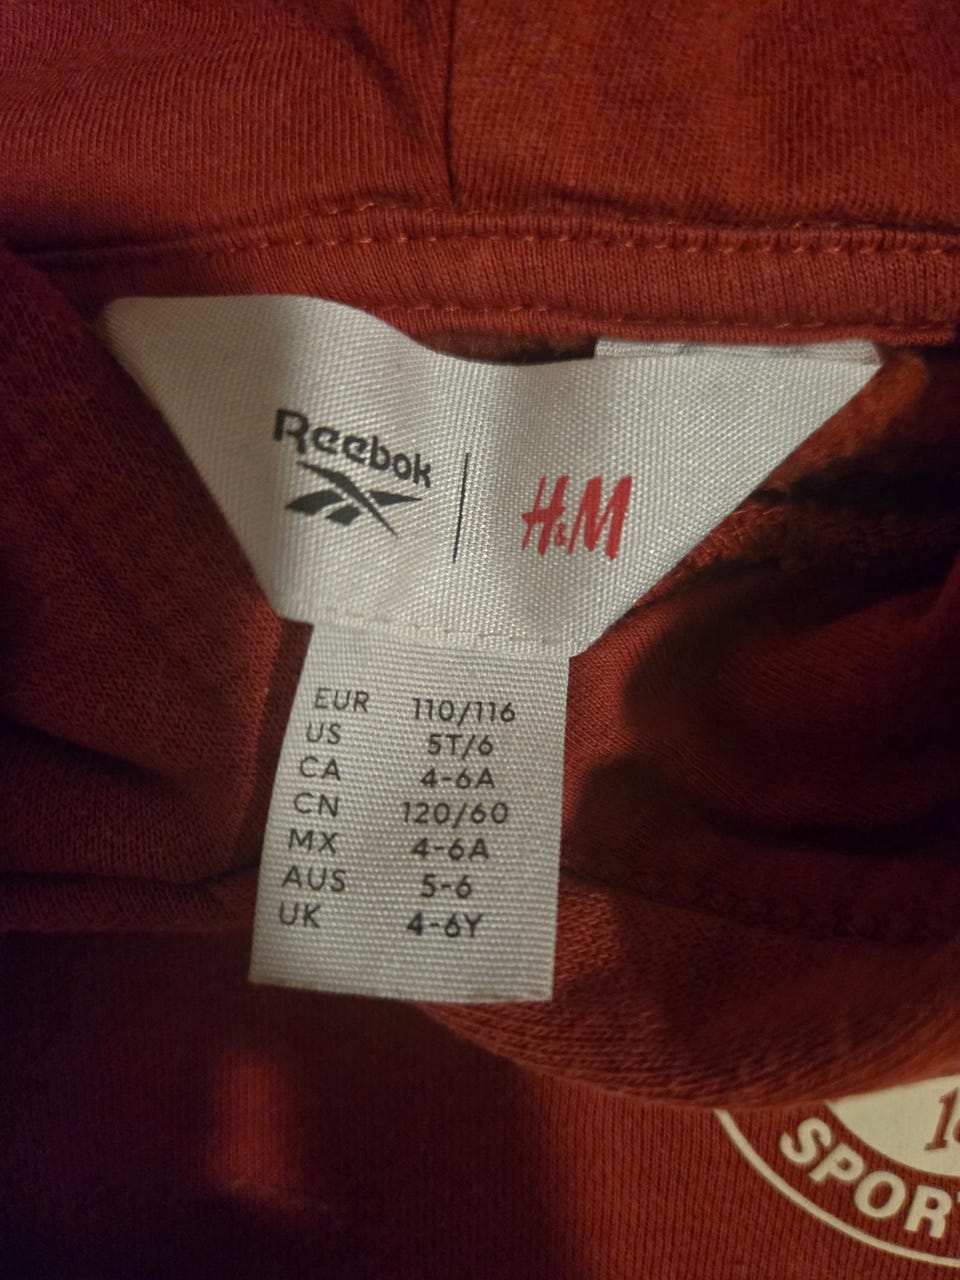 Reebok | H&M
EUR 110/116
US 5T/6
CA 4-6A
CN 120/60
MX 4-6A
AUS 5-6
UK 4-6Y
SPORT